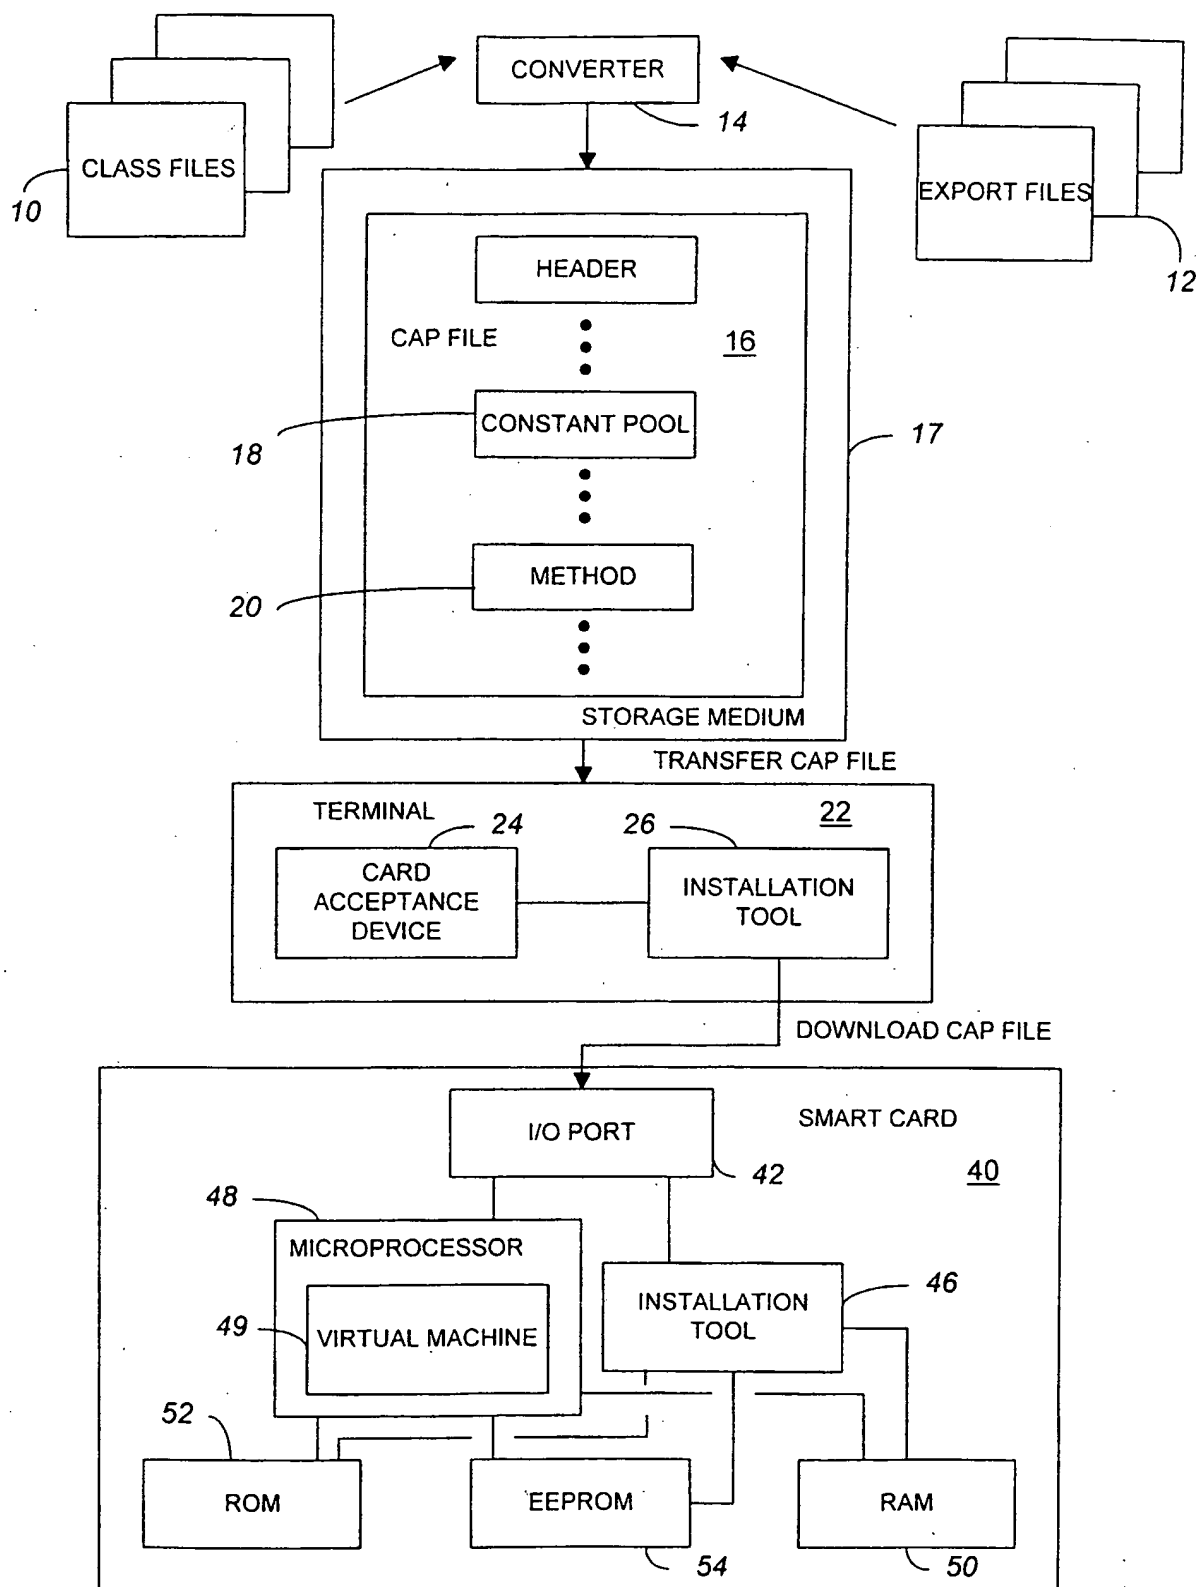 CONVERTER
14
CLASS FILES
10
EXPORT FILES
12
HEADER
CAP FILE
16
CONSTANT POOL
18
17
METHOD
20
STORAGE MEDIUM
TRANSFER CAP FILE
TERMINAL
22
24
26
CARD
ACCEPTANCE
DEVICE
INSTALLATION
TOOL
DOWNLOAD CAP FILE
I/O PORT
42
SMART CARD
40
48
MICROPROCESSOR
49
VIRTUAL MACHINE
INSTALLATION
TOOL
46
52
ROM
EEPROM
54
RAM
50